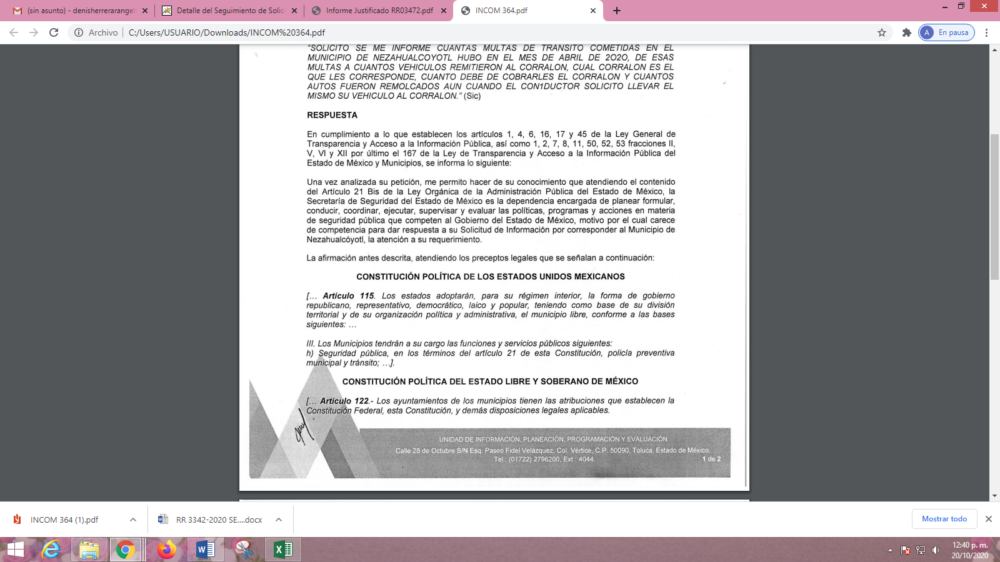 (sin asunto) - denisherrerarangel
Detalle del Seguimiento de Solici
Informe Justificado RR03472.pdf
INCOM 364.pdf
Archivo
C:/Users/USUARIO/Downloads/INCOM%20364.pdf
A
En pausa
"SOLICITO SE ME INFORME CUANTAS MULTAS DE TRANSITO COMETIDAS EN EL
MUNICIPIO DE NEZAHUALCOYOTL HUBO EN EL MES DE ABRIL DE 2O2O, DE ESAS
MULTAS A CUANTOS VEHICULOS REMITIERON AL CORRALON, CUAL CORRALON ES EL
QUE LES CORRESPONDE, CUANTO DEBE DE COBRARLES EL CORRALON Y CUANTOS
AUTOS FUERON REMOLCADOS AUN CUANDO EL CON1DUCTOR SOLICITO LLEVAR EL
MISMO SU VEHICULO AL CORRALON." (Sic)
RESPUESTA
En cumplimiento a lo que establecen los artículos 1, 4, 6, 16, 17 y 45 de la Ley General de
Transparencia y Acceso a la Información Pública, así como 1, 2, 7, 8, 11, 50, 52, 53 fracciones II,
V, VI y XII por último el 167 de la Ley de Transparencia y Acceso a la Información Pública del
Estado de México y Municipios, se informa lo siguiente:
Una vez analizada su petición, me permito hacer de su conocimiento que atendiendo el contenido
del Artículo 21 Bis de la Ley Orgánica de la Administración Pública del Estado de México, la
Secretaría de Seguridad del Estado de México es la dependencia encargada de planear formular,
conducir, coordinar, ejecutar, supervisar y evaluar las políticas, programas y acciones en materia
de seguridad pública que competen al Gobierno del Estado de México, motivo por el cual carece
de competencia para dar respuesta a su Solicitud de Información por corresponder al Municipio de
Nezahualcóyotl, la atención a su requerimiento.
La afirmación antes descrita, atendiendo los preceptos legales que se señalan a continuación:
CONSTITUCIÓN POLÍTICA DE LOS ESTADOS UNIDOS MEXICANOS
[... Artículo 115. Los estados adoptarán, para su régimen interior, la forma de gobierno
republicano, representativo, democrático, laico y popular, teniendo como base de su división
territorial y de su organización política y administrativa, el municipio libre, conforme a las bases
siguientes: ...
III. Los Municipios tendrán a su cargo las funciones y servicios públicos siguientes:
h) Seguridad pública, en los términos del artículo 21 de esta Constitución, policía preventiva
municipal y tránsito; ...].
CONSTITUCIÓN POLÍTICA DEL ESTADO LIBRE Y SOBERANO DE MÉXICO
[... Artículo 122.- Los ayuntamientos de los municipios tienen las atribuciones que establecen la
Constitución Federal, esta Constitución, y demás disposiciones legales aplicables.
UNIDAD DE INFORMACIÓN, PLANEACIÓN, PROGRAMACIÓN Y EVALUACIÓN
Calle 28 de Octubre S/N Esq. Paseo Fidel Velázquez, Col. Vértice, C.P. 50090, Toluca, Estado de México.
Tel.: (01722) 2796200, Ext.: 4044.
1 de 2
INCOM 364 (1).pdf
RR 3342-2020 SE....docx
Mostrar todo
12:40 p. m.
20/10/2020